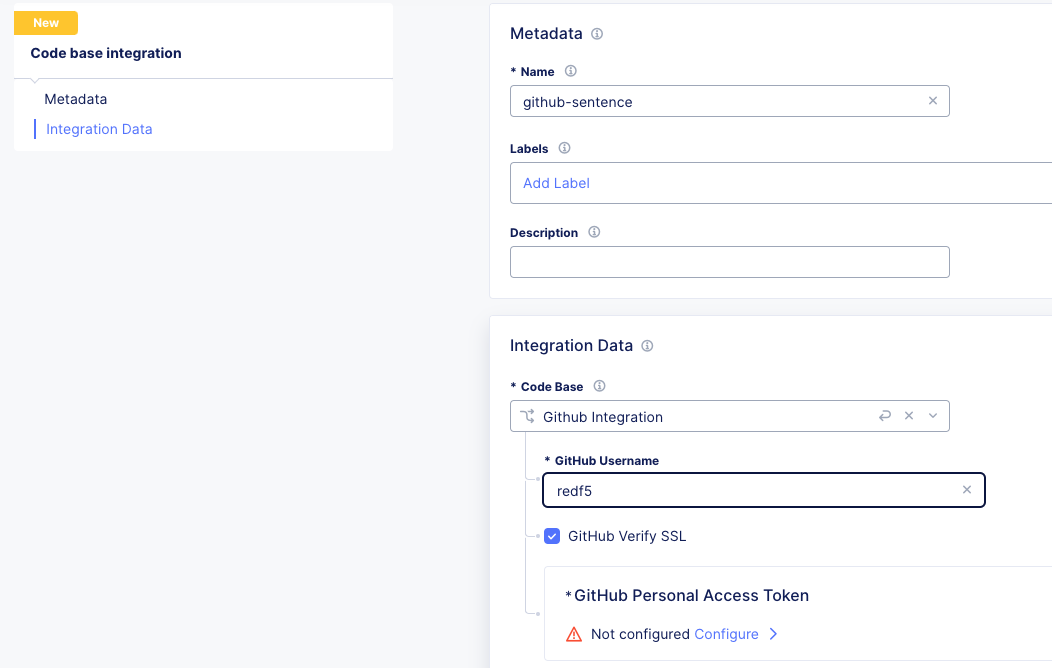 New
Code base integration
Metadata
Integration Data
Metadata
* Name
github-sentence
Labels
Add Label
Description
Integration Data
* Code Base
Github Integration
* GitHub Username
redf5
GitHub Verify SSL
*GitHub Personal Access Token
Not configured Configure